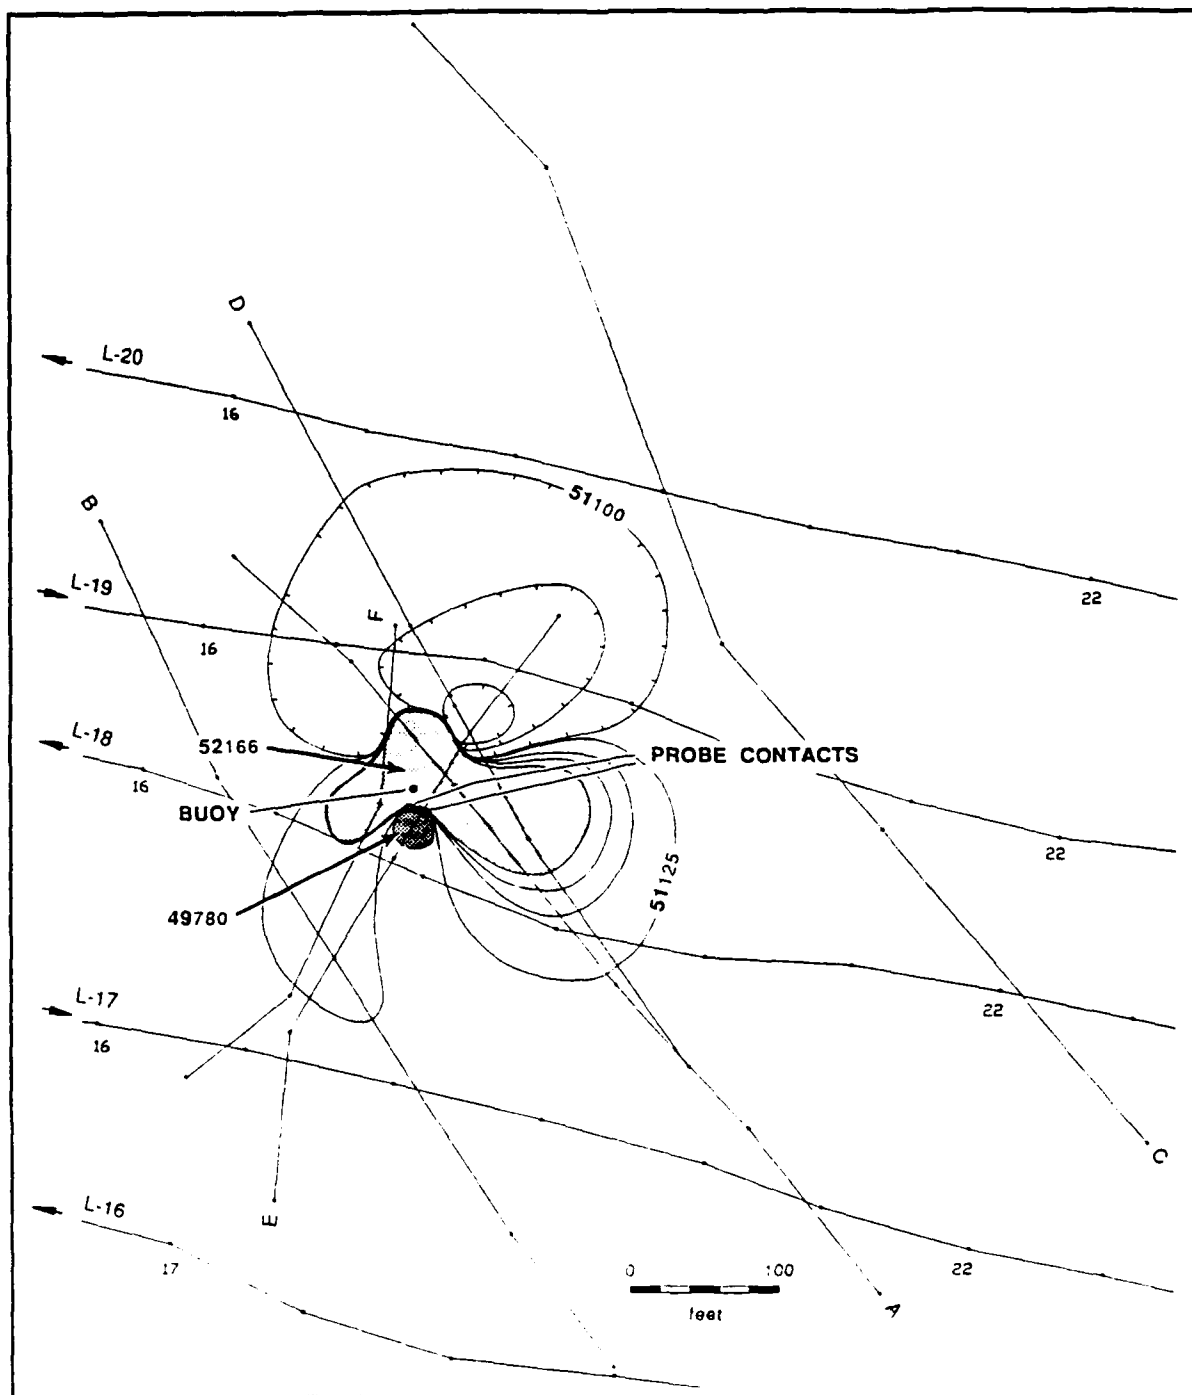 D
L-20
16
51100
B
L-19
22
F
16
52166
PROBE CONTACTS
L-18
16
BUOY
22
51125
49780
L-17
22
16
C
L-16
E
17
0 100
22
feet
A